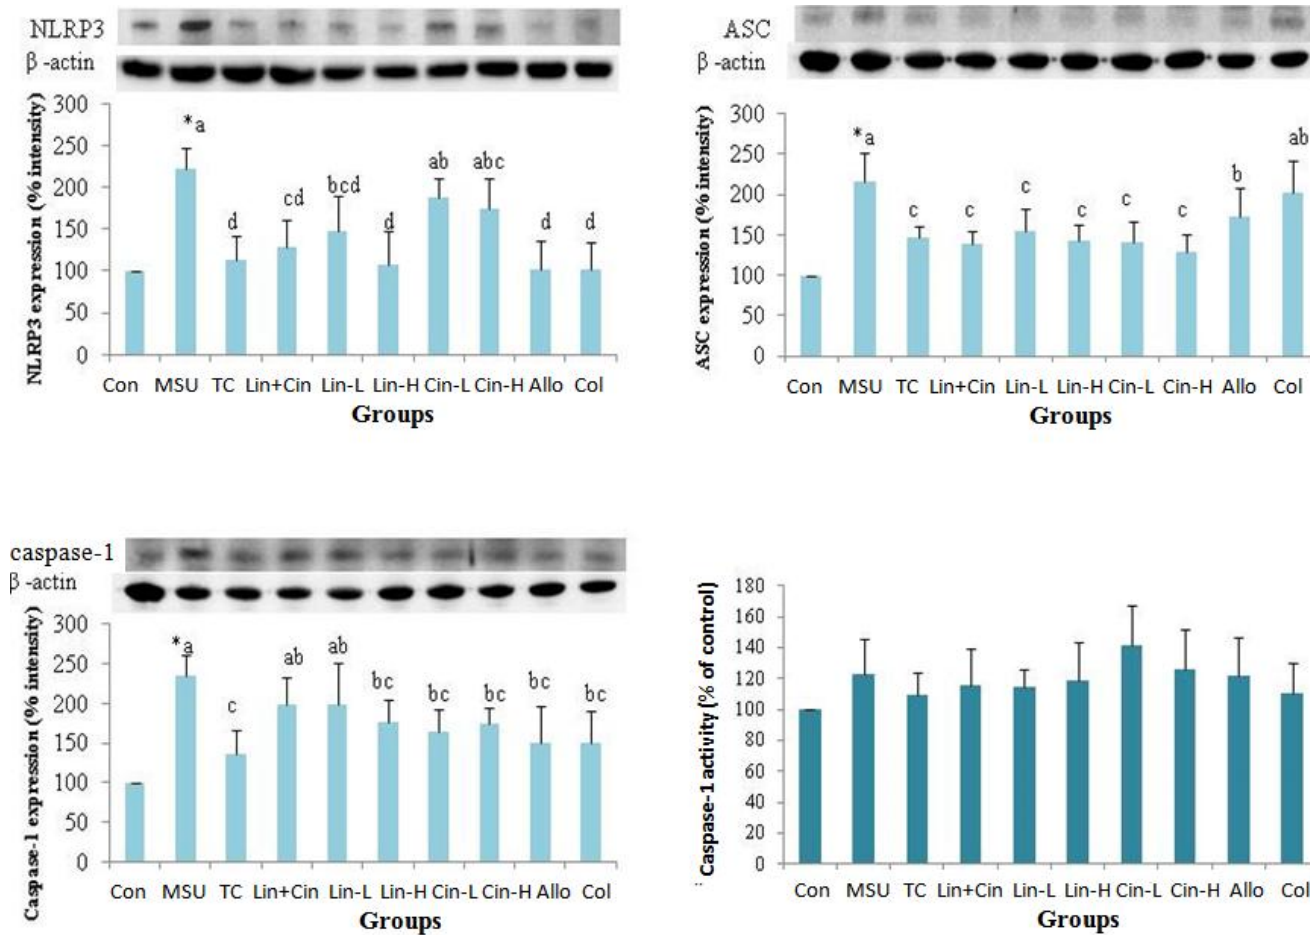 NLRP3
β -actin
300
250
200
150
100
50
0
NLRP3 expression (% intensity)
*a
d
cd
bcd
d
ab
abc
d
d
Con MSU TC Lin+Cin Lin-L Lin-H Cin-L Cin-H Allo Col
Groups
ASC
β -actin
300
250
200
150
100
50
0
ASC expression (% intensity)
*a
c
c
c
c
c
c
b
ab
Con MSU TC Lin+Cin Lin-L Lin-H Cin-L Cin-H Allo Col
Groups
caspase-1
β -actin
300
250
200
150
100
50
0
Caspase-1 expression (% intensity)
*a
c
ab
ab
bc
bc
bc
bc
bc
Con MSU TC Lin+Cin Lin-L Lin-H Cin-L Cin-H Allo Col
Groups
180
160
140
120
100
80
60
40
20
0
Caspase-1 activity (% of control)
Con MSU TC Lin+Cin Lin-L Lin-H Cin-L Cin-H Allo Col
Groups